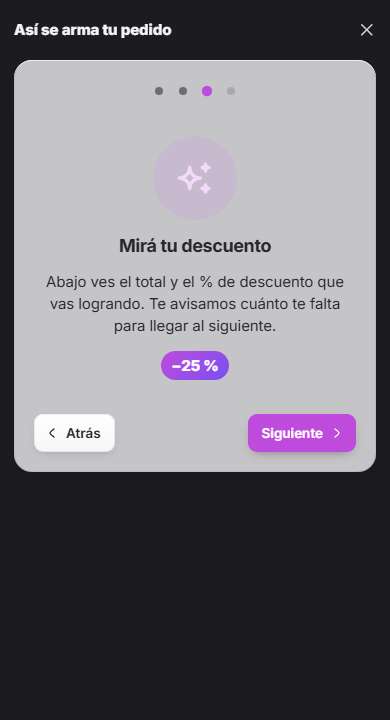 Así se arma tu pedido
Mirá tu descuento
Abajo ves el total y el % de descuento que
vas logrando. Te avisamos cuánto te falta
para llegar al siguiente.
−25 %
Atrás
Siguiente